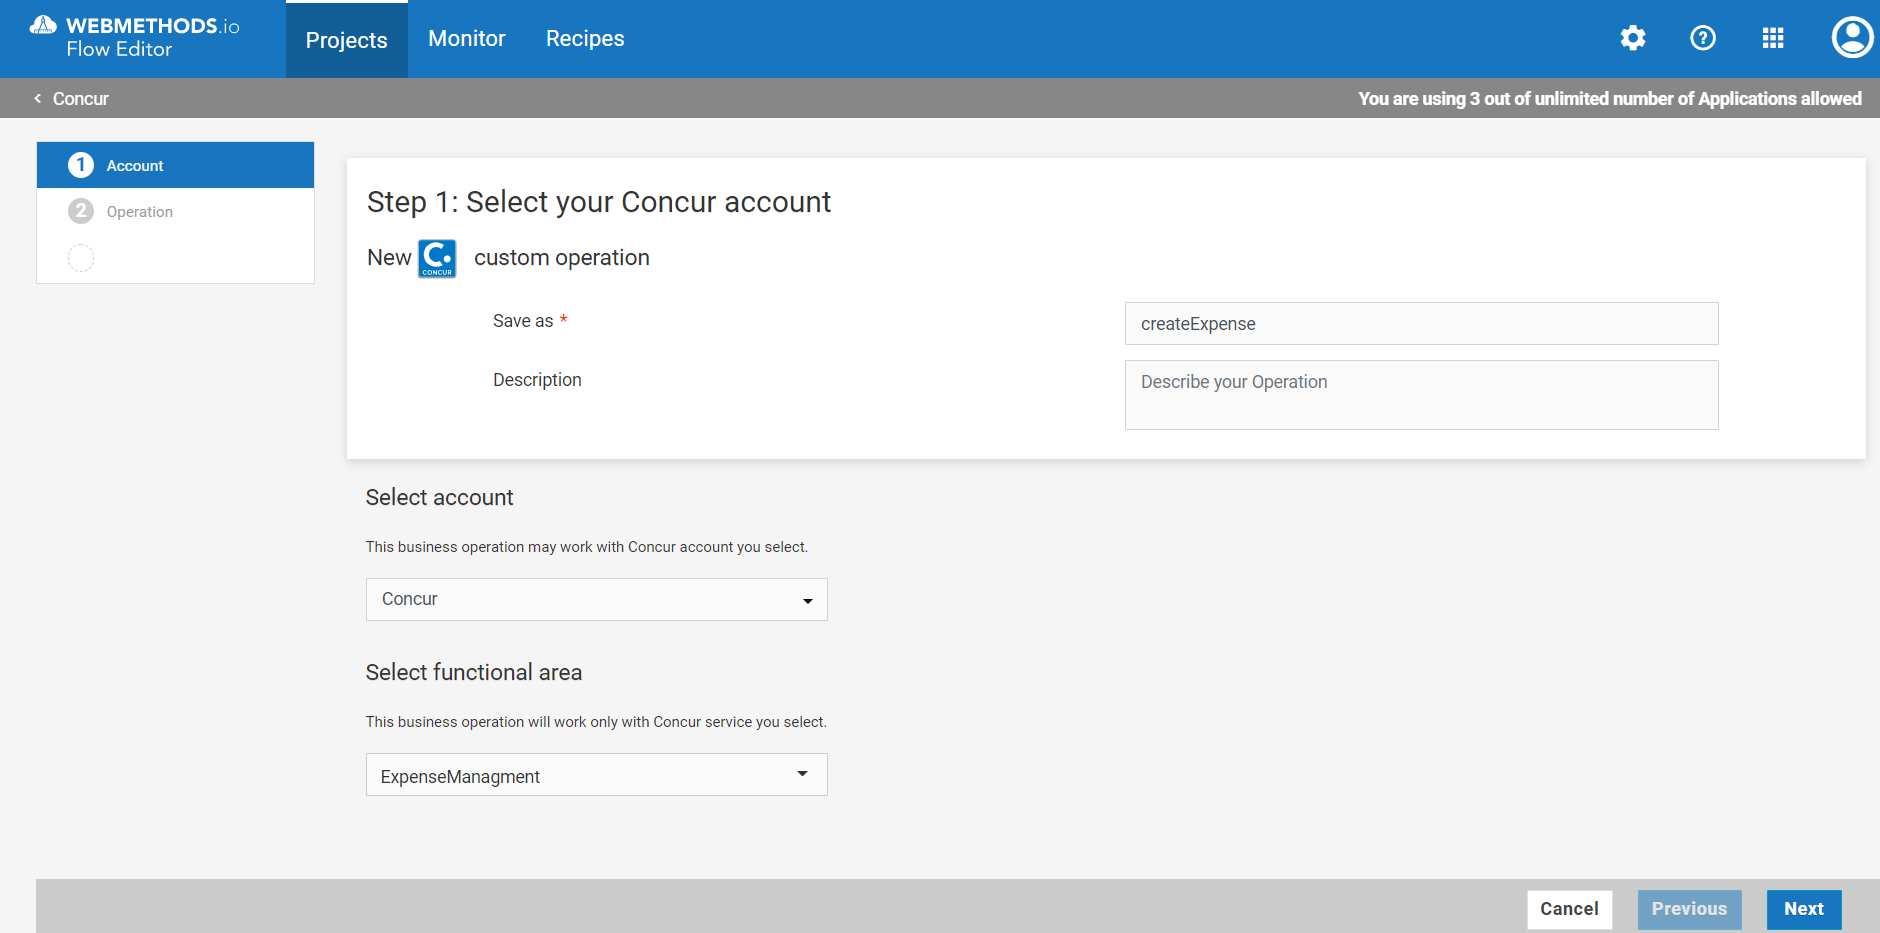 WEBMETHODS.io
Flow Editor
Projects
Monitor
Recipes
?
Concur
You are using 3 out of unlimited number of Applications allowed
1
Account
2
Operation
Step 1: Select your Concur account
New
C.
CONCUR
custom operation
Save as *
createExpense
Description
Describe your Operation
Select account
This business operation may work with Concur account you select.
Concur
Select functional area
This business operation will work only with Concur service you select.
ExpenseManagment
Cancel
Previous
Next